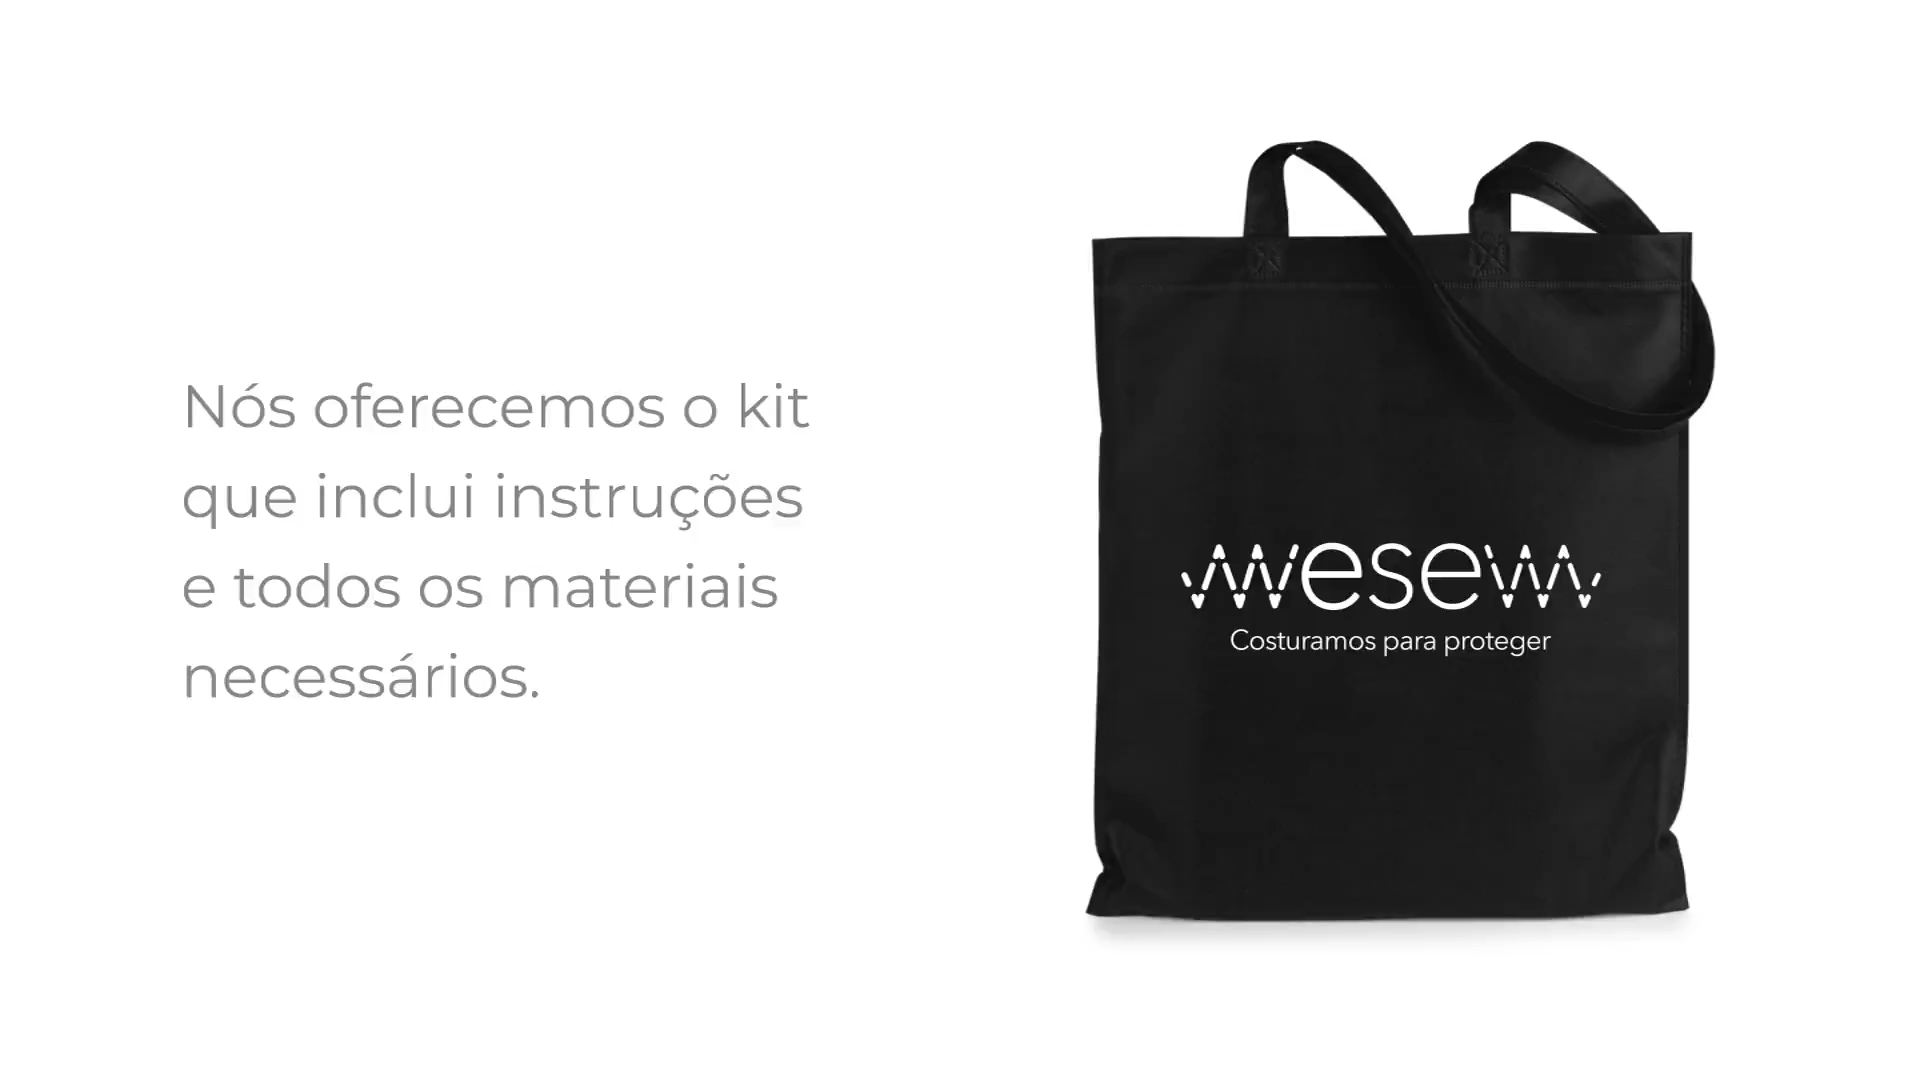 Nós oferecemos o kit
que inclui instruções
e todos os materiais
necessários.
wesew
Costuramos para proteger